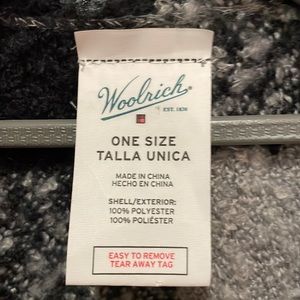 Woolrich®
EST. 1830
ONE SIZE
TALLA UNICA
MADE IN CHINA
HECHO EN CHINA
SHELL/EXTERIOR:
100% POLYESTER
100% POLIÉSTER
EASY TO REMOVE
TEAR AWAY TAG